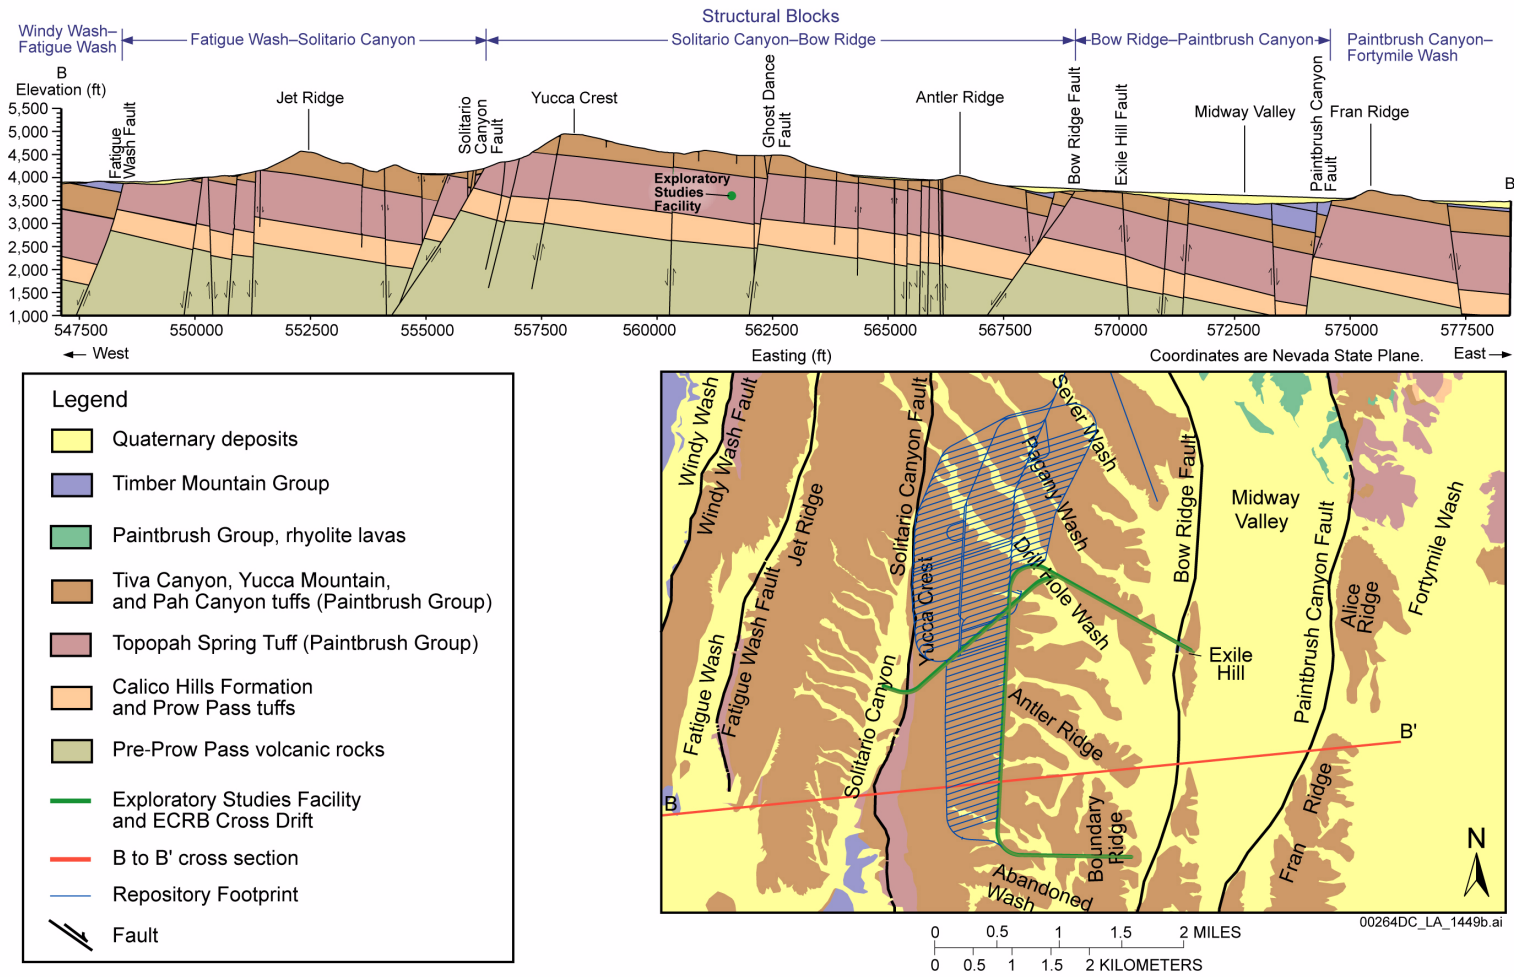 Structural Blocks
Windy Wash–
Fatigue Wash
Fatigue Wash–Solitario Canyon
Solitario Canyon–Bow Ridge
Bow Ridge–Paintbrush Canyon
Paintbrush Canyon–
Fortymile Wash
B
Elevation (ft)
Fatigue
Wash Fault
Jet Ridge
Solitario
Canyon
Fault
Yucca Crest
Ghost Dance
Fault
Antler Ridge
Bow Ridge Fault
Exile Hill Fault
Midway Valley
Paintbrush Canyon
Fault
Fran Ridge
B
5,500
5,000
4,500
4,000
3,500
3,000
2,500
2,000
1,500
1,000
Exploratory
Studies
Facility
547500 550000 552500 555000 557500 560000 562500 565000 567500 570000 572500 575000 577500
West
Easting (ft)
Coordinates are Nevada State Plane.
East
Legend
Quaternary deposits
Timber Mountain Group
Paintbrush Group, rhyolite lavas
Tiva Canyon, Yucca Mountain,
and Pah Canyon tuffs (Paintbrush Group)
Topopah Spring Tuff (Paintbrush Group)
Calico Hills Formation
and Prow Pass tuffs
Pre-Prow Pass volcanic rocks
Exploratory Studies Facility
and ECRB Cross Drift
B to B' cross section
Repository Footprint
Fault
Windy Wash
Windy Wash Fault
Jet Ridge
Fatigue Wash
Fatigue Wash Fault
Solitario Canyon Fault
Solitario Canyon
Yucca Crest
Sever Wash
Pagany Wash
Drill Hole Wash
Bow Ridge Fault
Midway
Valley
Exile
Hill
Paintbrush Canyon Fault
Alice
Ridge
Fortymile Wash
Antler Ridge
B
B'
Boundary
Ridge
Abandoned
Wash
Fran
Ridge
N
00264DC_LA_1449b.ai
0 0.5 1 1.5 2 MILES
0 0.5 1 1.5 2 KILOMETERS